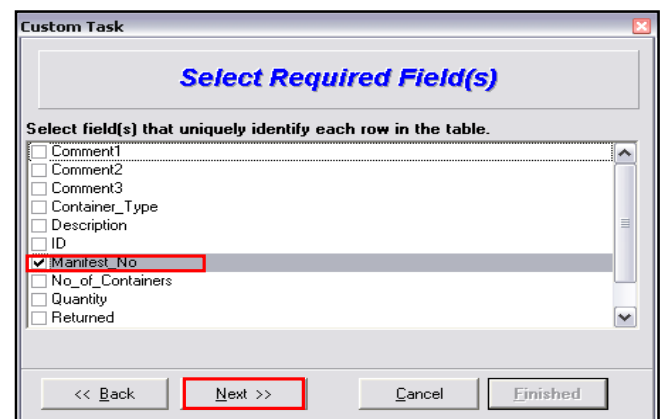 Custom Task
Select Required Field(s)
Select field(s) that uniquely identify each row in the table.
Comment1
Comment2
Comment3
Container_Type
Description
ID
Manifest_No
No_of_Containers
Quantity
Returned
<< Back Next >> Cancel Finished